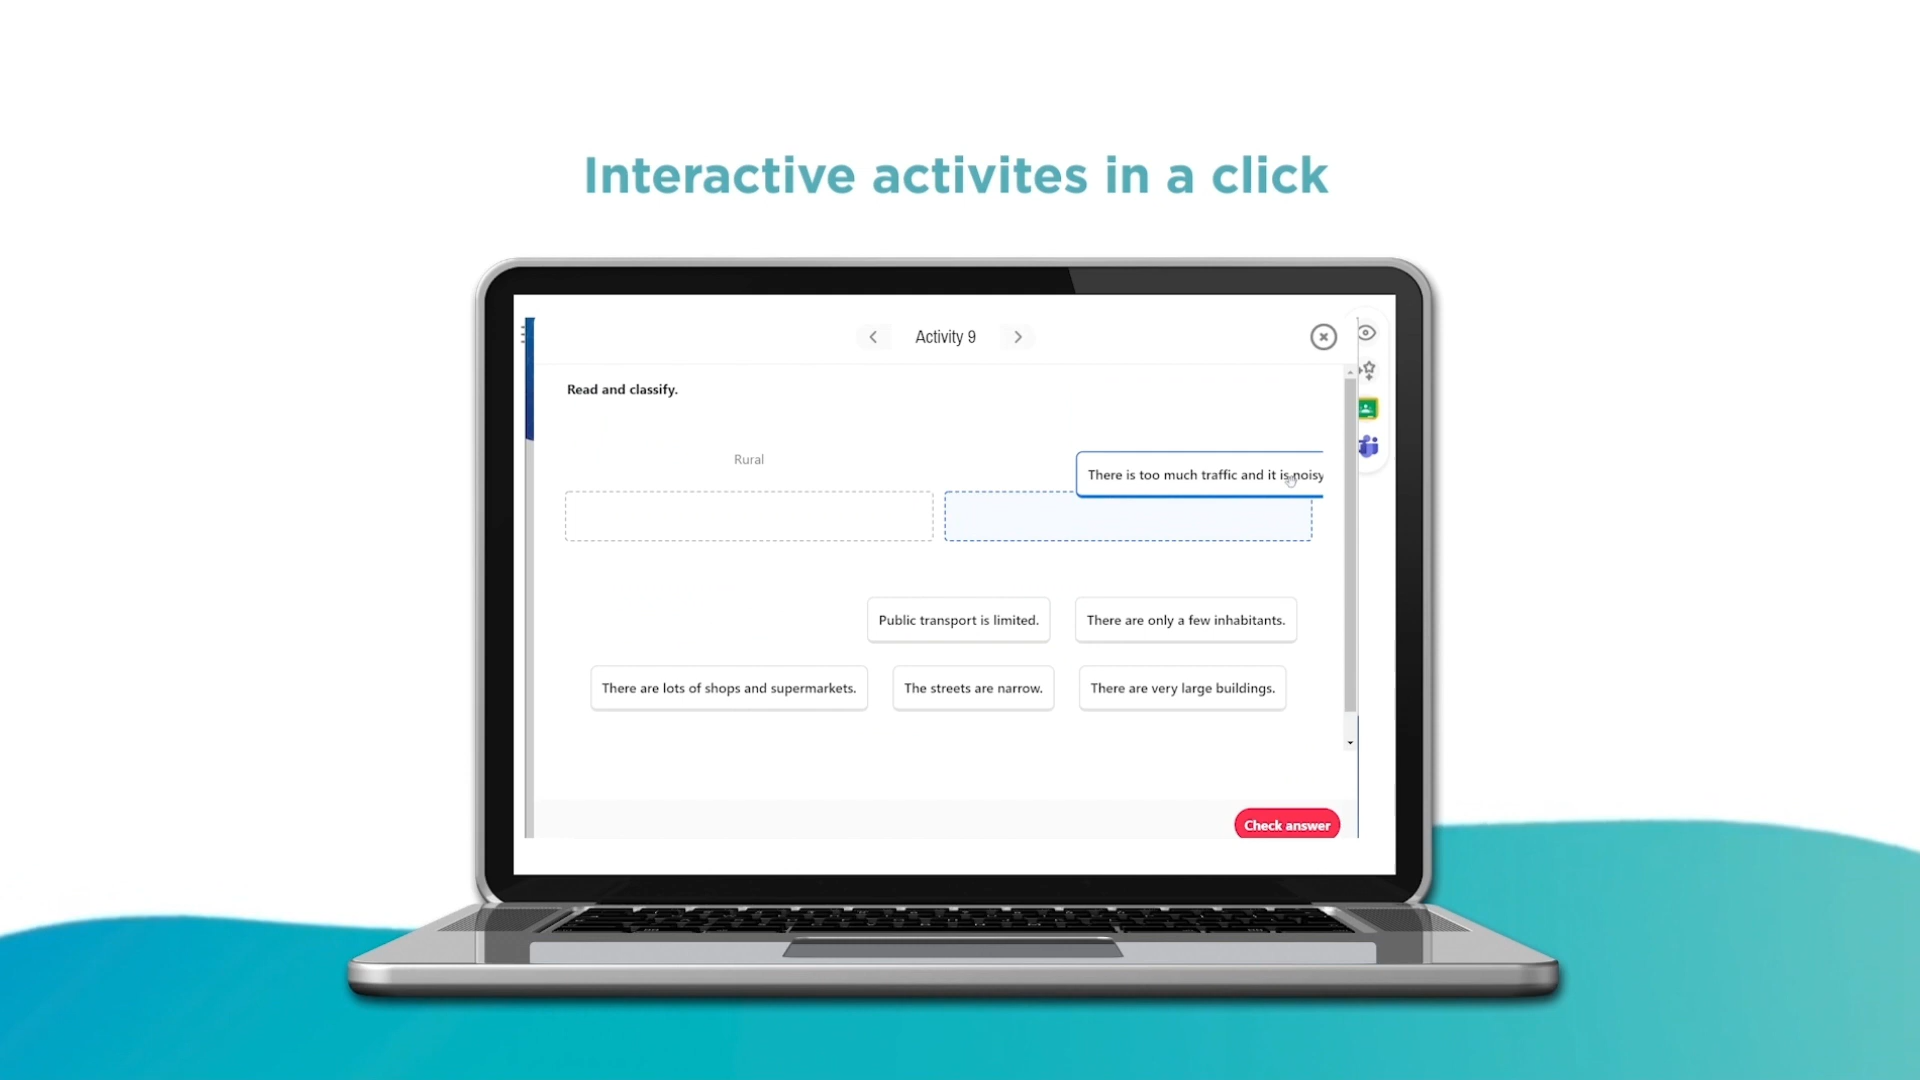 Interactive activites in a click
Activity 9
Read and classify.
Rural
There is too much traffic and it is noisy
Public transport is limited.
There are only a few inhabitants.
There are lots of shops and supermarkets.
The streets are narrow.
There are very large buildings.
Check answer